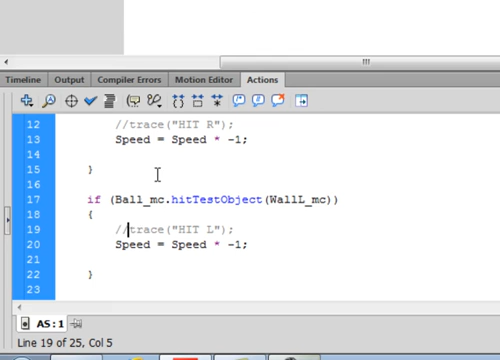 Timeline Output Compiler Errors Motion Editor Actions
12 //trace("HIT R");
13 Speed = Speed * -1;
14
15 }
16
17 if (Ball_mc.hitTestObject(WallL_mc))
18 {
19 //trace("HIT L");
20 Speed = Speed * -1;
21
22 }
23
AS : 1
Line 19 of 25, Col 5